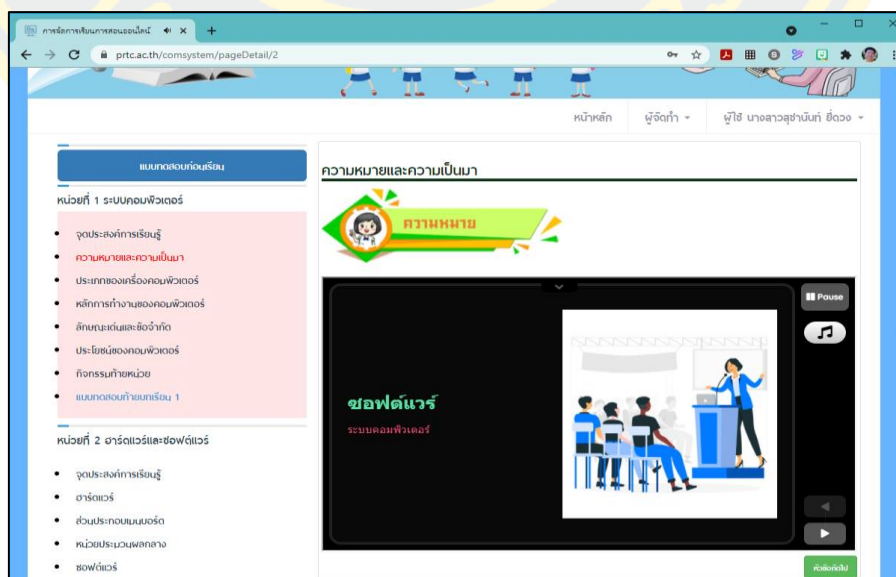 การจัดการเรียนการสอนออนไลน์
prtc.ac.th/comsystem/pageDetail/2
หน้าหลัก ผู้จัดทำ ผู้ใช้ นางสาวสุชานันท์ ยี่ดวง
แบบทดสอบก่อนเรียน
หน่วยที่ 1 ระบบคอมพิวเตอร์
จุดประสงค์การเรียนรู้
ความหมายและความเป็นมา
ประเภทของเครื่องคอมพิวเตอร์
หลักการทำงานของคอมพิวเตอร์
ลักษณะเด่นและข้อจำกัด
ประโยชน์ของคอมพิวเตอร์
กิจกรรมท้ายหน่วย
แบบทดสอบท้ายบทเรียน 1
หน่วยที่ 2 ฮาร์ดแวร์และซอฟต์แวร์
จุดประสงค์การเรียนรู้
ฮาร์ดแวร์
ส่วนประกอบเมนบอร์ด
หน่วยประมวนผลกลาง
ซอฟต์แวร์
ความหมายและความเป็นมา
ความหมาย
Pause
ซอฟต์แวร์
ระบบคอมพิวเตอร์
หัวข้อถัดไป